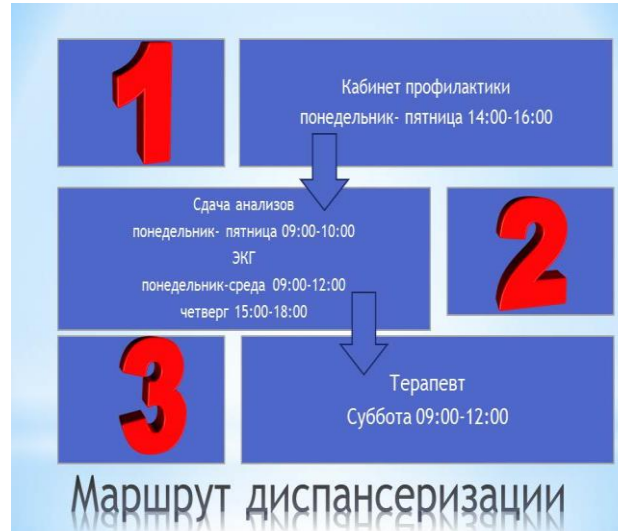 1
Кабинет профилактики
понедельник- пятница 14:00-16:00
Сдача анализов
понедельник- пятница 09:00-10:00
ЭКГ
понедельник-среда 09:00-12:00
четверг 15:00-18:00
2
3
Терапевт
Суббота 09:00-12:00
Маршрут диспансеризации